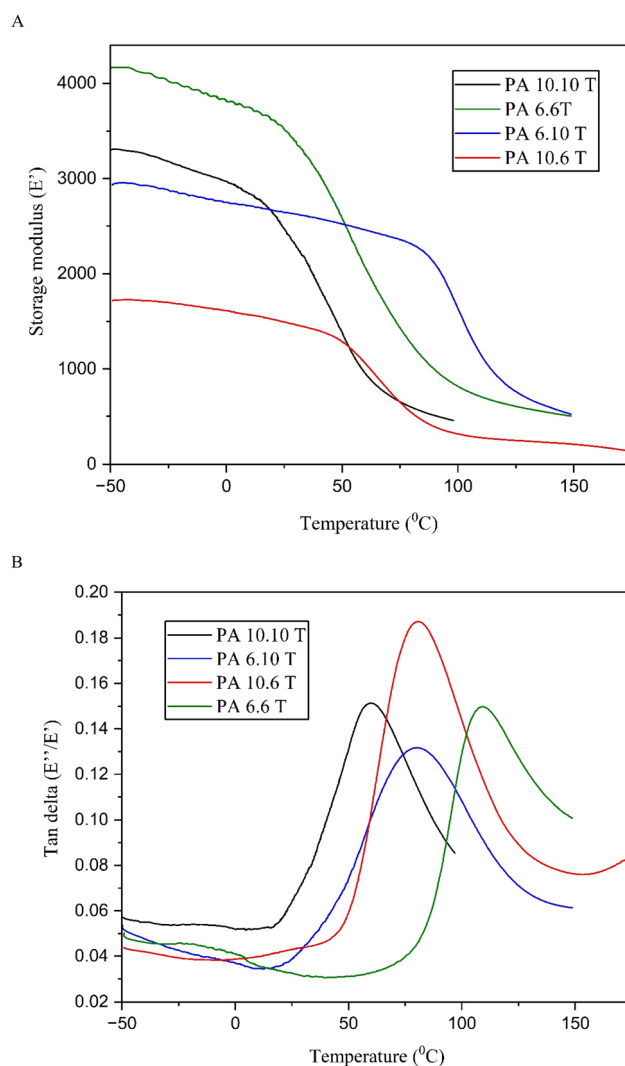 A
4000
3000
2000
1000
0
Storage modulus (E’)
PA 10.10 T
PA 6.6T
PA 6.10 T
PA 10.6 T
−50
0
50
100
150
Temperature (⁰C)
B
0.20
0.18
0.16
0.14
0.12
0.10
0.08
0.06
0.04
0.02
Tan delta (E’’/E’)
PA 10.10 T
PA 6.10 T
PA 10.6 T
PA 6.6 T
-50
0
50
100
150
Temperature (⁰C)